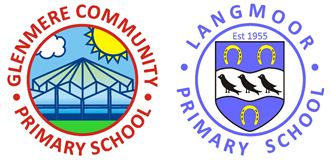 GLENMERE COMMUNITY
• PRIMARY SCHOOL •
LANGMOOR
Est 1955
• PRIMARY SCHOOL •